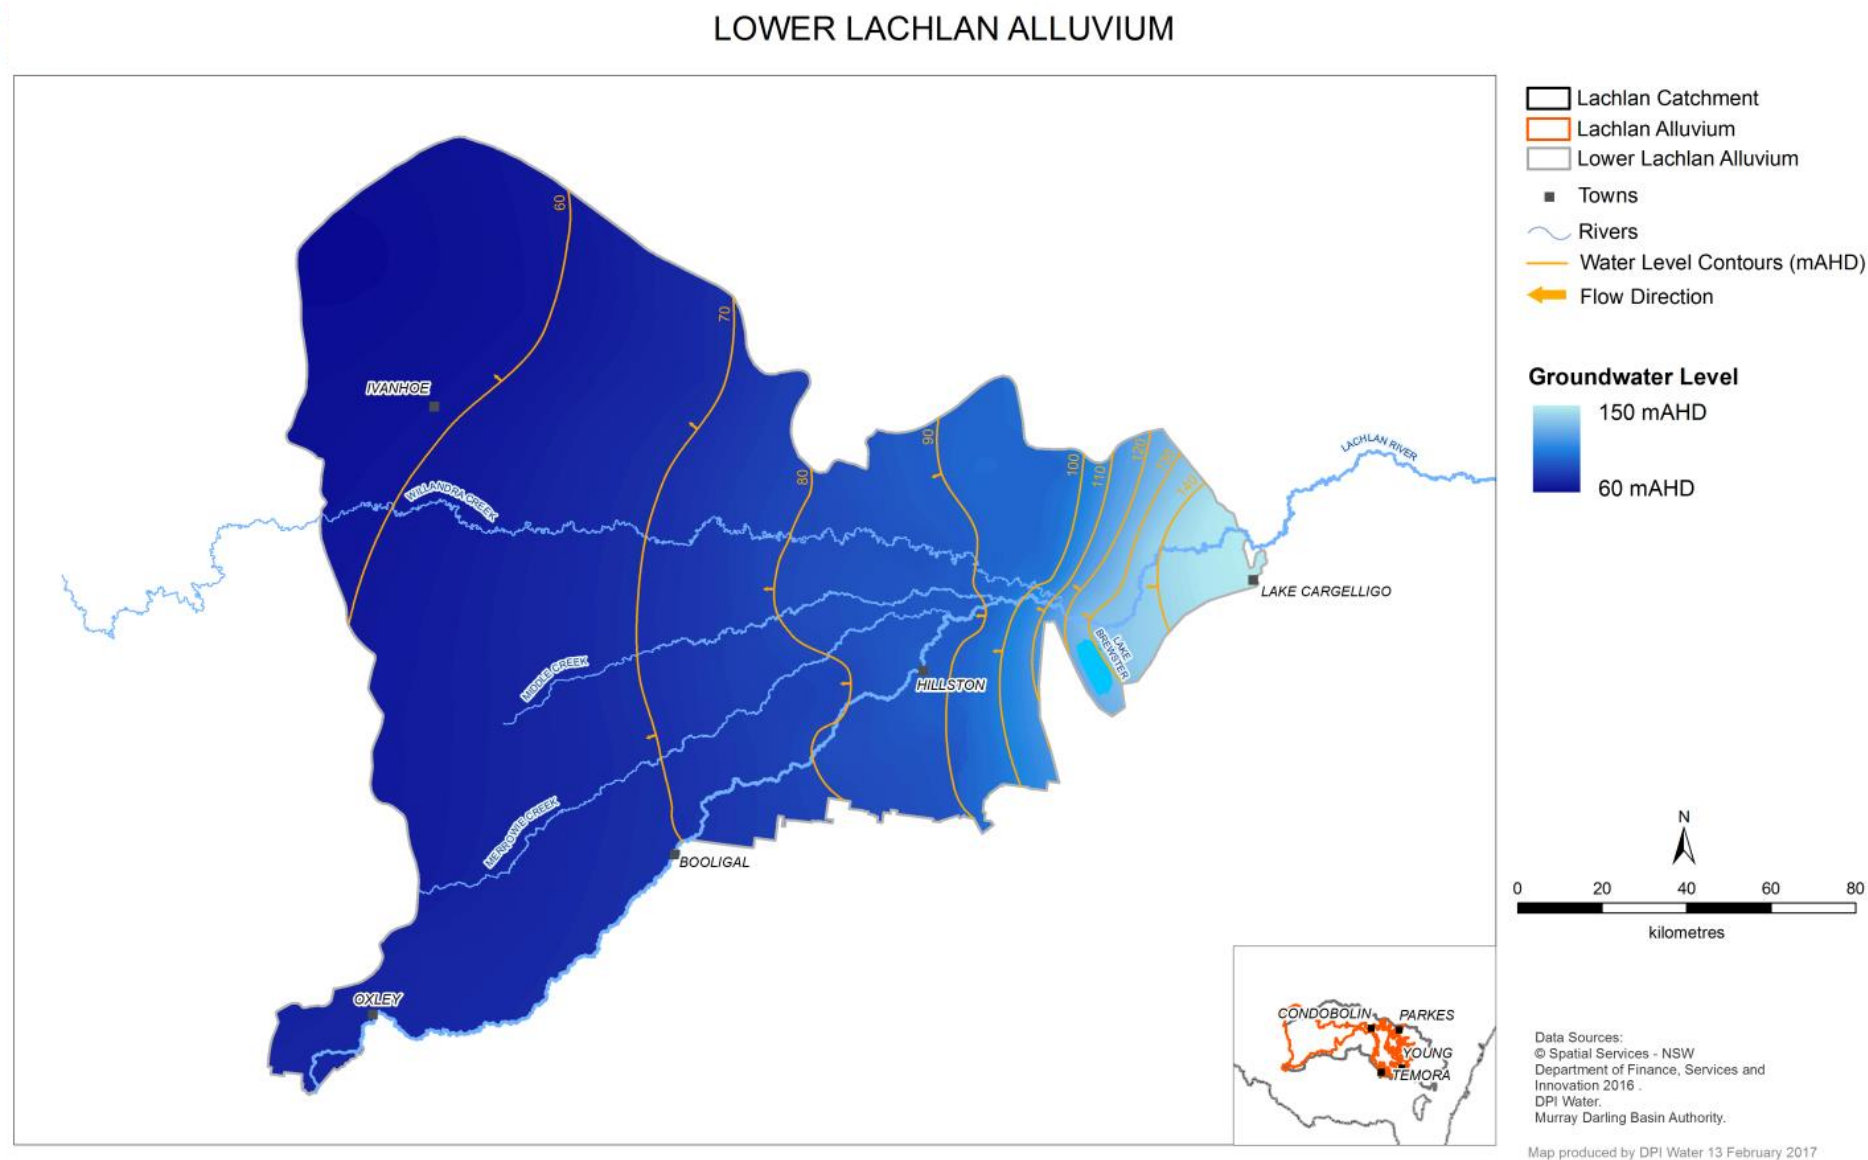 LOWER LACHLAN ALLUVIUM
Lachlan Catchment
Lachlan Alluvium
Lower Lachlan Alluvium
Towns
Rivers
Water Level Contours (mAHD)
Flow Direction
Groundwater Level
150 mAHD
60 mAHD
60
70
80
90
100
110
120
130
140
IVANHOE
WILLANDRA CREEK
LACHLAN RIVER
LAKE CARGELLIGO
LAKE
BREWSTER
MIDDLE CREEK
HILLSTON
MERROWIE CREEK
BOOLIGAL
OXLEY
N
0 20 40 60 80
kilometres
CONDOBOLIN
PARKES
YOUNG
TEMORA
Data Sources:
© Spatial Services - NSW
Department of Finance, Services and
Innovation 2016 .
DPI Water.
Murray Darling Basin Authority.
Map produced by DPI Water 13 February 2017